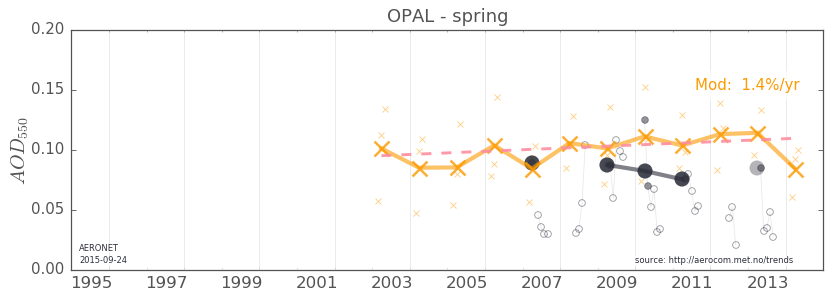 OPAL - spring
0.20
0.15
0.10
0.05
0.00
AOD550
Mod:  1.4%/yr
AERONET
2015-09-24
source: http://aerocom.met.no/trends
1995 1997 1999 2001 2003 2005 2007 2009 2011 2013